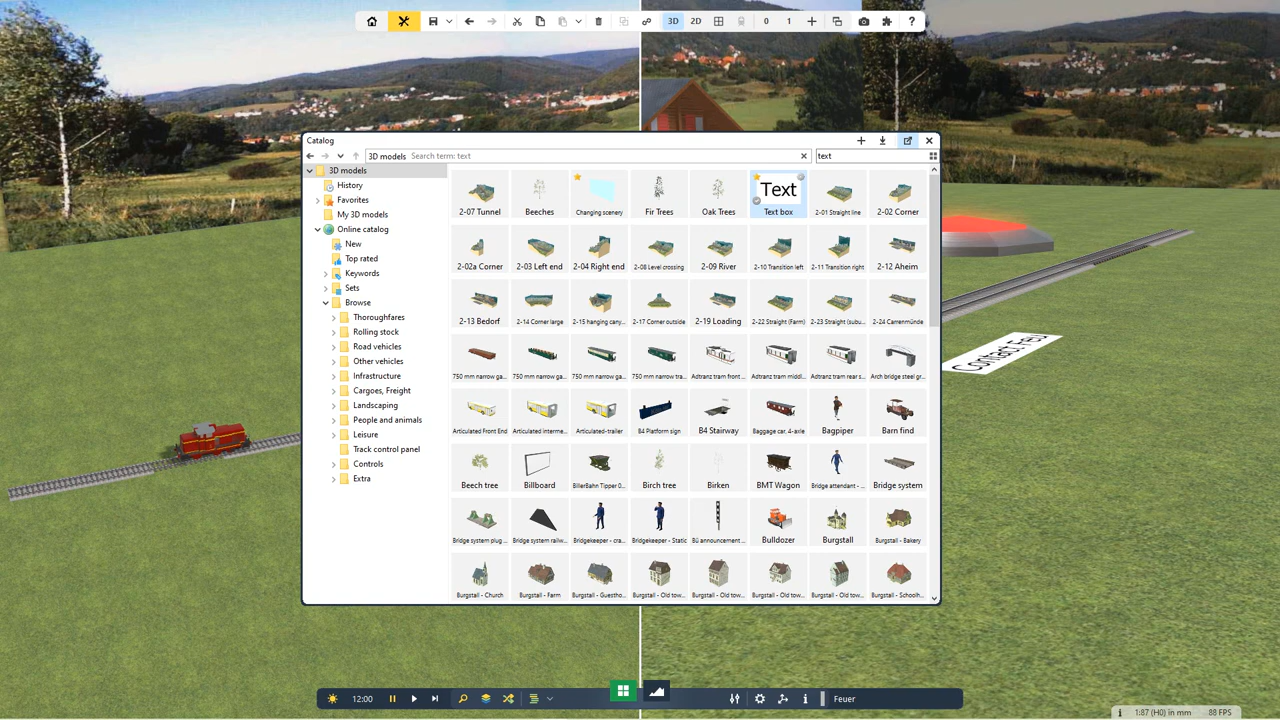 3D 2D 0 1 ?
Catalog
3D models Search term: text
text
3D models
History
Favorites
My 3D models
Online catalog
New
Top rated
Keywords
Sets
Browse
Thoroughfares
Rolling stock
Road vehicles
Other vehicles
Infrastructure
Cargoes, Freight
Landscaping
People and animals
Leisure
Track control panel
Controls
Extra
Text
2-07 Tunnel Beeches Changing scenery Fir Trees Oak Trees Text box 2-01 Straight line 2-02 Corner
2-02a Corner 2-03 Left end 2-04 Right end 2-08 Level crossing 2-09 River 2-10 Transition left 2-11 Transition right 2-12 Aheim
2-13 Bedorf 2-14 Corner large 2-15 hanging cany... 2-17 Corner outside 2-19 Loading 2-22 Straight (Farm) 2-23 Straight (subu... 2-24 Carnenmünde
750 mm narrow ga... 750 mm narrow ga... 750 mm narrow ga... 750 mm narrow tra... Adtranz tram front ... Adtranz tram middl... Adtranz tram rear s... Arch bridge steel gr...
Articulated Front End Articulated interme... Articulated-trailer B4 Platform sign B4 Stairway Baggage car, 4-axle Bagpiper Barn find
Beech tree Billboard BillerBahn Tipper 0... Birch tree Birken BMT Wagon Bridge attendant - ... Bridge system
Bridge system plug ... Bridge system railw... Bridgekeeper - cra... Bridgekeeper - Static Bü announcement ... Bulldozer Burgstall Burgstall - Bakery
Burgstall - Church Burgstall - Farm Burgstall - Guestho... Burgstall - Old tow... Burgstall - Old tow... Burgstall - Old tow... Burgstall - Old tow... Burgstall - Schoolh...
Contact Feu
12:00
Feuer
1:87 (H0) in mm 88 FPS